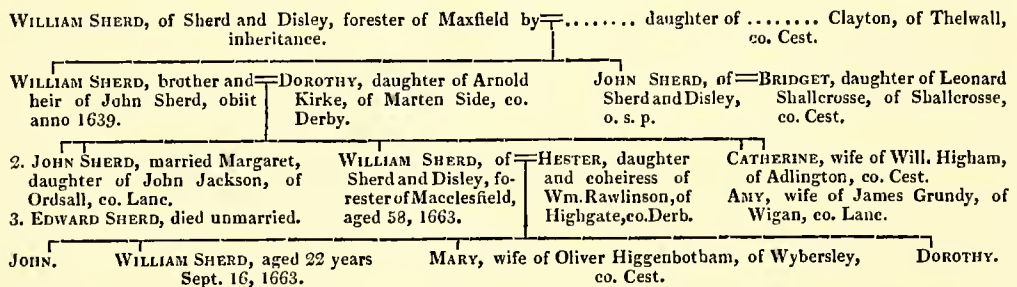 WILLIAM SHERD, of Sherd and Disley, forester of Maxfield by = ........ daughter of ........ Clayton, of Thelwall,
inheritance.
co. Cest.
WILLIAM SHERD, brother and
heir of John Sherd, obiit
anno 1639.
= DOROTHY, daughter of Arnold
Kirke, of Marten Side, co.
Derby.
JOHN SHERD, of
Sherd and Disley,
o. s. p.
= BRIDGET, daughter of Leonard
Shallcrosse, of Shallcrosse,
co. Cest.
2. JOHN SHERD, married Margaret,
daughter of John Jackson, of
Ordsall, co. Lanc.
3. EDWARD SHERD, died unmarried.
WILLIAM SHERD, of
Sherd and Disley, fo-
rester of Macclesfield,
aged 58, 1663.
= HESTER, daughter
and coheiress of
Wm. Rawlinson, of
Highgate, co. Derb.
CATHERINE, wife of Will. Higham,
of Adlington, co. Cest.
AMY, wife of James Grundy, of
Wigan, co. Lanc.
JOHN.
WILLIAM SHERD, aged 22 years
Sept. 16, 1663.
MARY, wife of Oliver Higgenbotham, of Wybersley,
co. Cest.
DOROTHY.